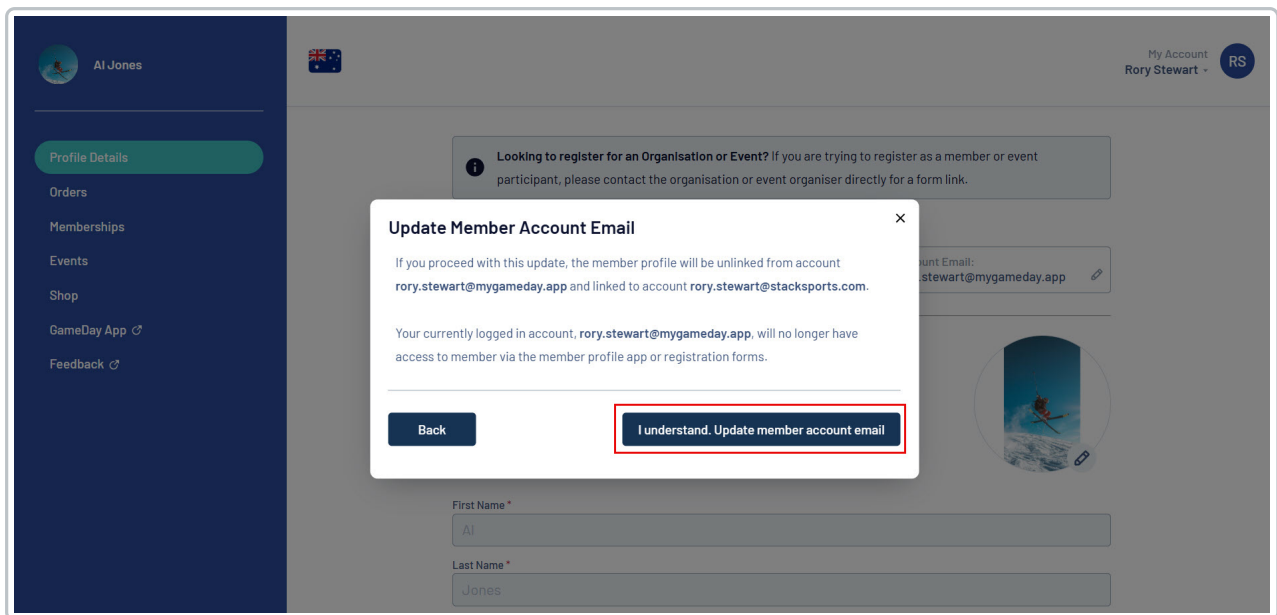 Al Jones
My Account
Rory Stewart
RS
Profile Details
Orders
Memberships
Events
Shop
GameDay App
Feedback
Looking to register for an Organisation or Event? If you are trying to register as a member or event
participant, please contact the organisation or event organiser directly for a form link.
Update Member Account Email
If you proceed with this update, the member profile will be unlinked from account
rory.stewart@mygameday.app and linked to account rory.stewart@stacksports.com.
Your currently logged in account, rory.stewart@mygameday.app, will no longer have
access to member via the member profile app or registration forms.
Back
I understand. Update member account email
Email:
.stewart@mygameday.app
First Name *
Al
Last Name *
Jones